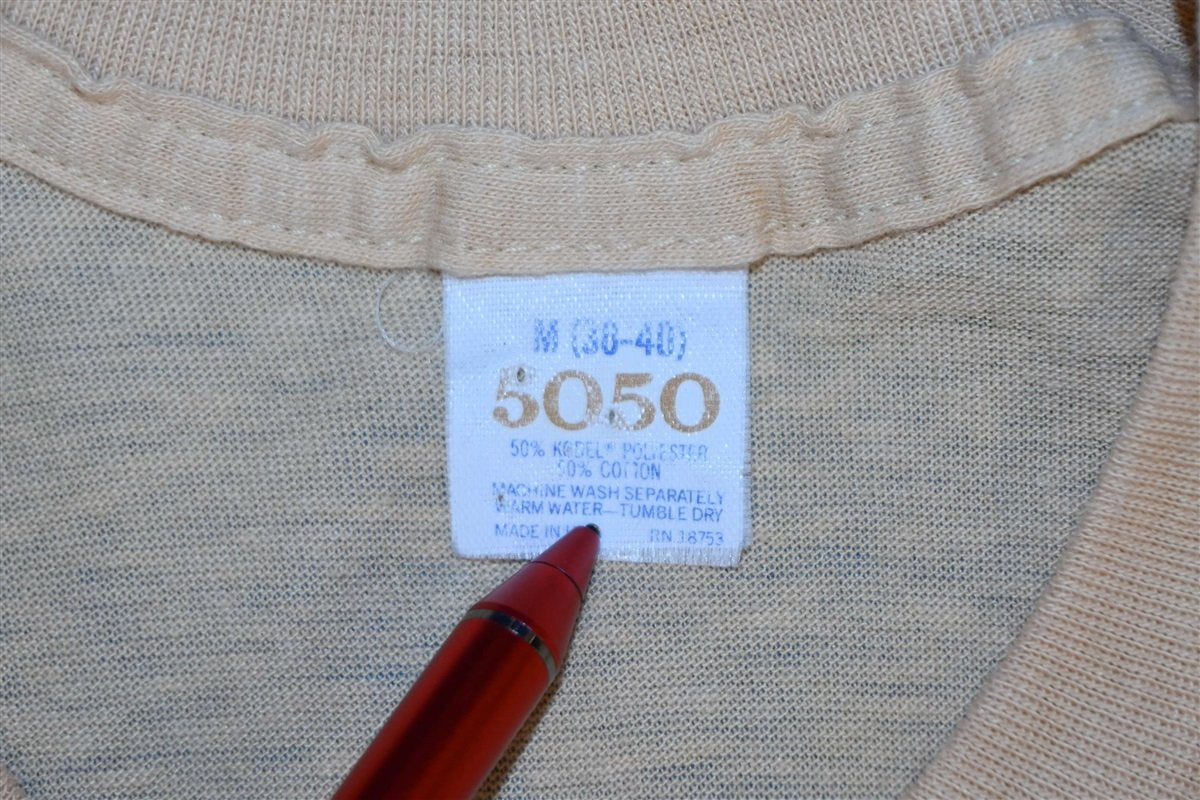 M (38-40)
5050
50% KODEL® POLYESTER
50% COTTON
MACHINE WASH SEPARATELY
WARM WATER—TUMBLE DRY
MADE IN RN.18753